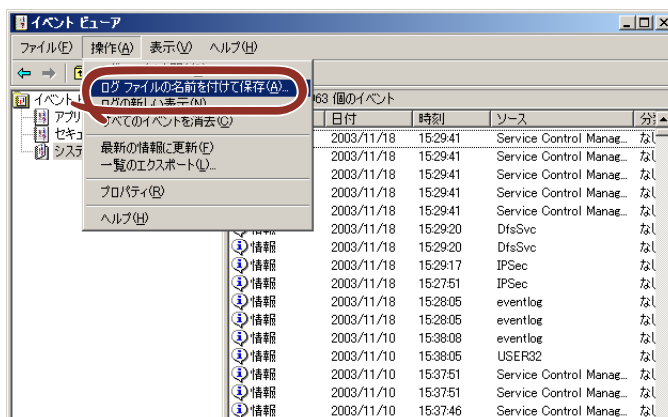 イベント ビューア
ファイル(F) 操作(A) 表示(V) ヘルプ(H)
ログ ファイルの名前を付けて保存(A)...
ログの新しい表示(N)
すべてのイベントを消去(C)
最新の情報に更新(F)
一覧のエクスポート(L)...
プロパティ(R)
ヘルプ(H)
イベント
アプリ
セキュ
システ
63 個のイベント
日付 時刻 ソース
2003/11/18 15:29:41 Service Control Manag... なし
2003/11/18 15:29:41 Service Control Manag... なし
2003/11/18 15:29:41 Service Control Manag... なし
2003/11/18 15:29:41 Service Control Manag... なし
2003/11/18 15:29:41 Service Control Manag... なし
情報 2003/11/18 15:29:20 DfsSvc なし
情報 2003/11/18 15:29:20 DfsSvc なし
情報 2003/11/18 15:29:17 IPSec なし
情報 2003/11/18 15:27:51 IPSec なし
情報 2003/11/18 15:28:05 eventlog なし
情報 2003/11/18 15:28:05 eventlog なし
情報 2003/11/10 15:38:08 eventlog なし
情報 2003/11/10 15:38:05 USER32 なし
情報 2003/11/10 15:37:51 Service Control Manag... なし
情報 2003/11/10 15:37:51 Service Control Manag... なし
情報 2003/11/10 15:37:46 Service Control Manag... なし